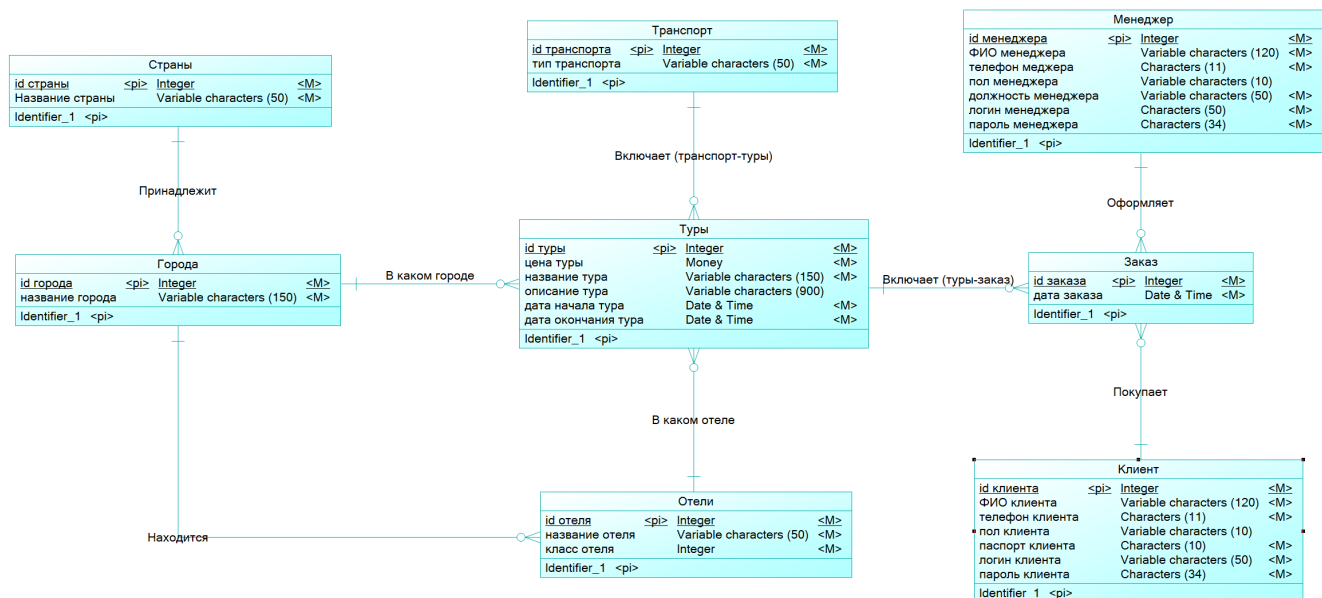 Транспорт
id транспорта <pi> Integer <M>
тип транспорта Variable characters (50) <M>
Identifier_1 <pi>
Менеджер
id менеджера <pi> Integer <M>
ФИО менеджера Variable characters (120) <M>
телефон меджера Characters (11) <M>
пол менеджера Variable characters (10)
должность менеджера Variable characters (50) <M>
логин менеджера Characters (50) <M>
пароль менеджера Characters (34) <M>
Identifier_1 <pi>
Страны
id страны <pi> Integer <M>
Название страны Variable characters (50) <M>
Identifier_1 <pi>
Включает (транспорт-туры)
Принадлежит
Оформляет
Туры
id туры <pi> Integer <M>
цена туры Money <M>
название тура Variable characters (150) <M>
описание тура Variable characters (900)
дата начала тура Date & Time <M>
дата окончания тура Date & Time <M>
Identifier_1 <pi>
Города
id города <pi> Integer <M>
название города Variable characters (150) <M>
Identifier_1 <pi>
В каком городе
Включает (туры-заказ)
Заказ
id заказа <pi> Integer <M>
дата заказа Date & Time <M>
Identifier_1 <pi>
Покупает
В каком отеле
Клиент
id клиента <pi> Integer <M>
ФИО клиента Variable characters (120) <M>
телефон клиента Characters (11) <M>
пол клиента Variable characters (10)
паспорт клиента Characters (10) <M>
логин клиента Variable characters (50) <M>
пароль клиента Characters (34) <M>
Identifier_1 <pi>
Отели
id отеля <pi> Integer <M>
название отеля Variable characters (50) <M>
класс отеля Integer <M>
Identifier_1 <pi>
Находится